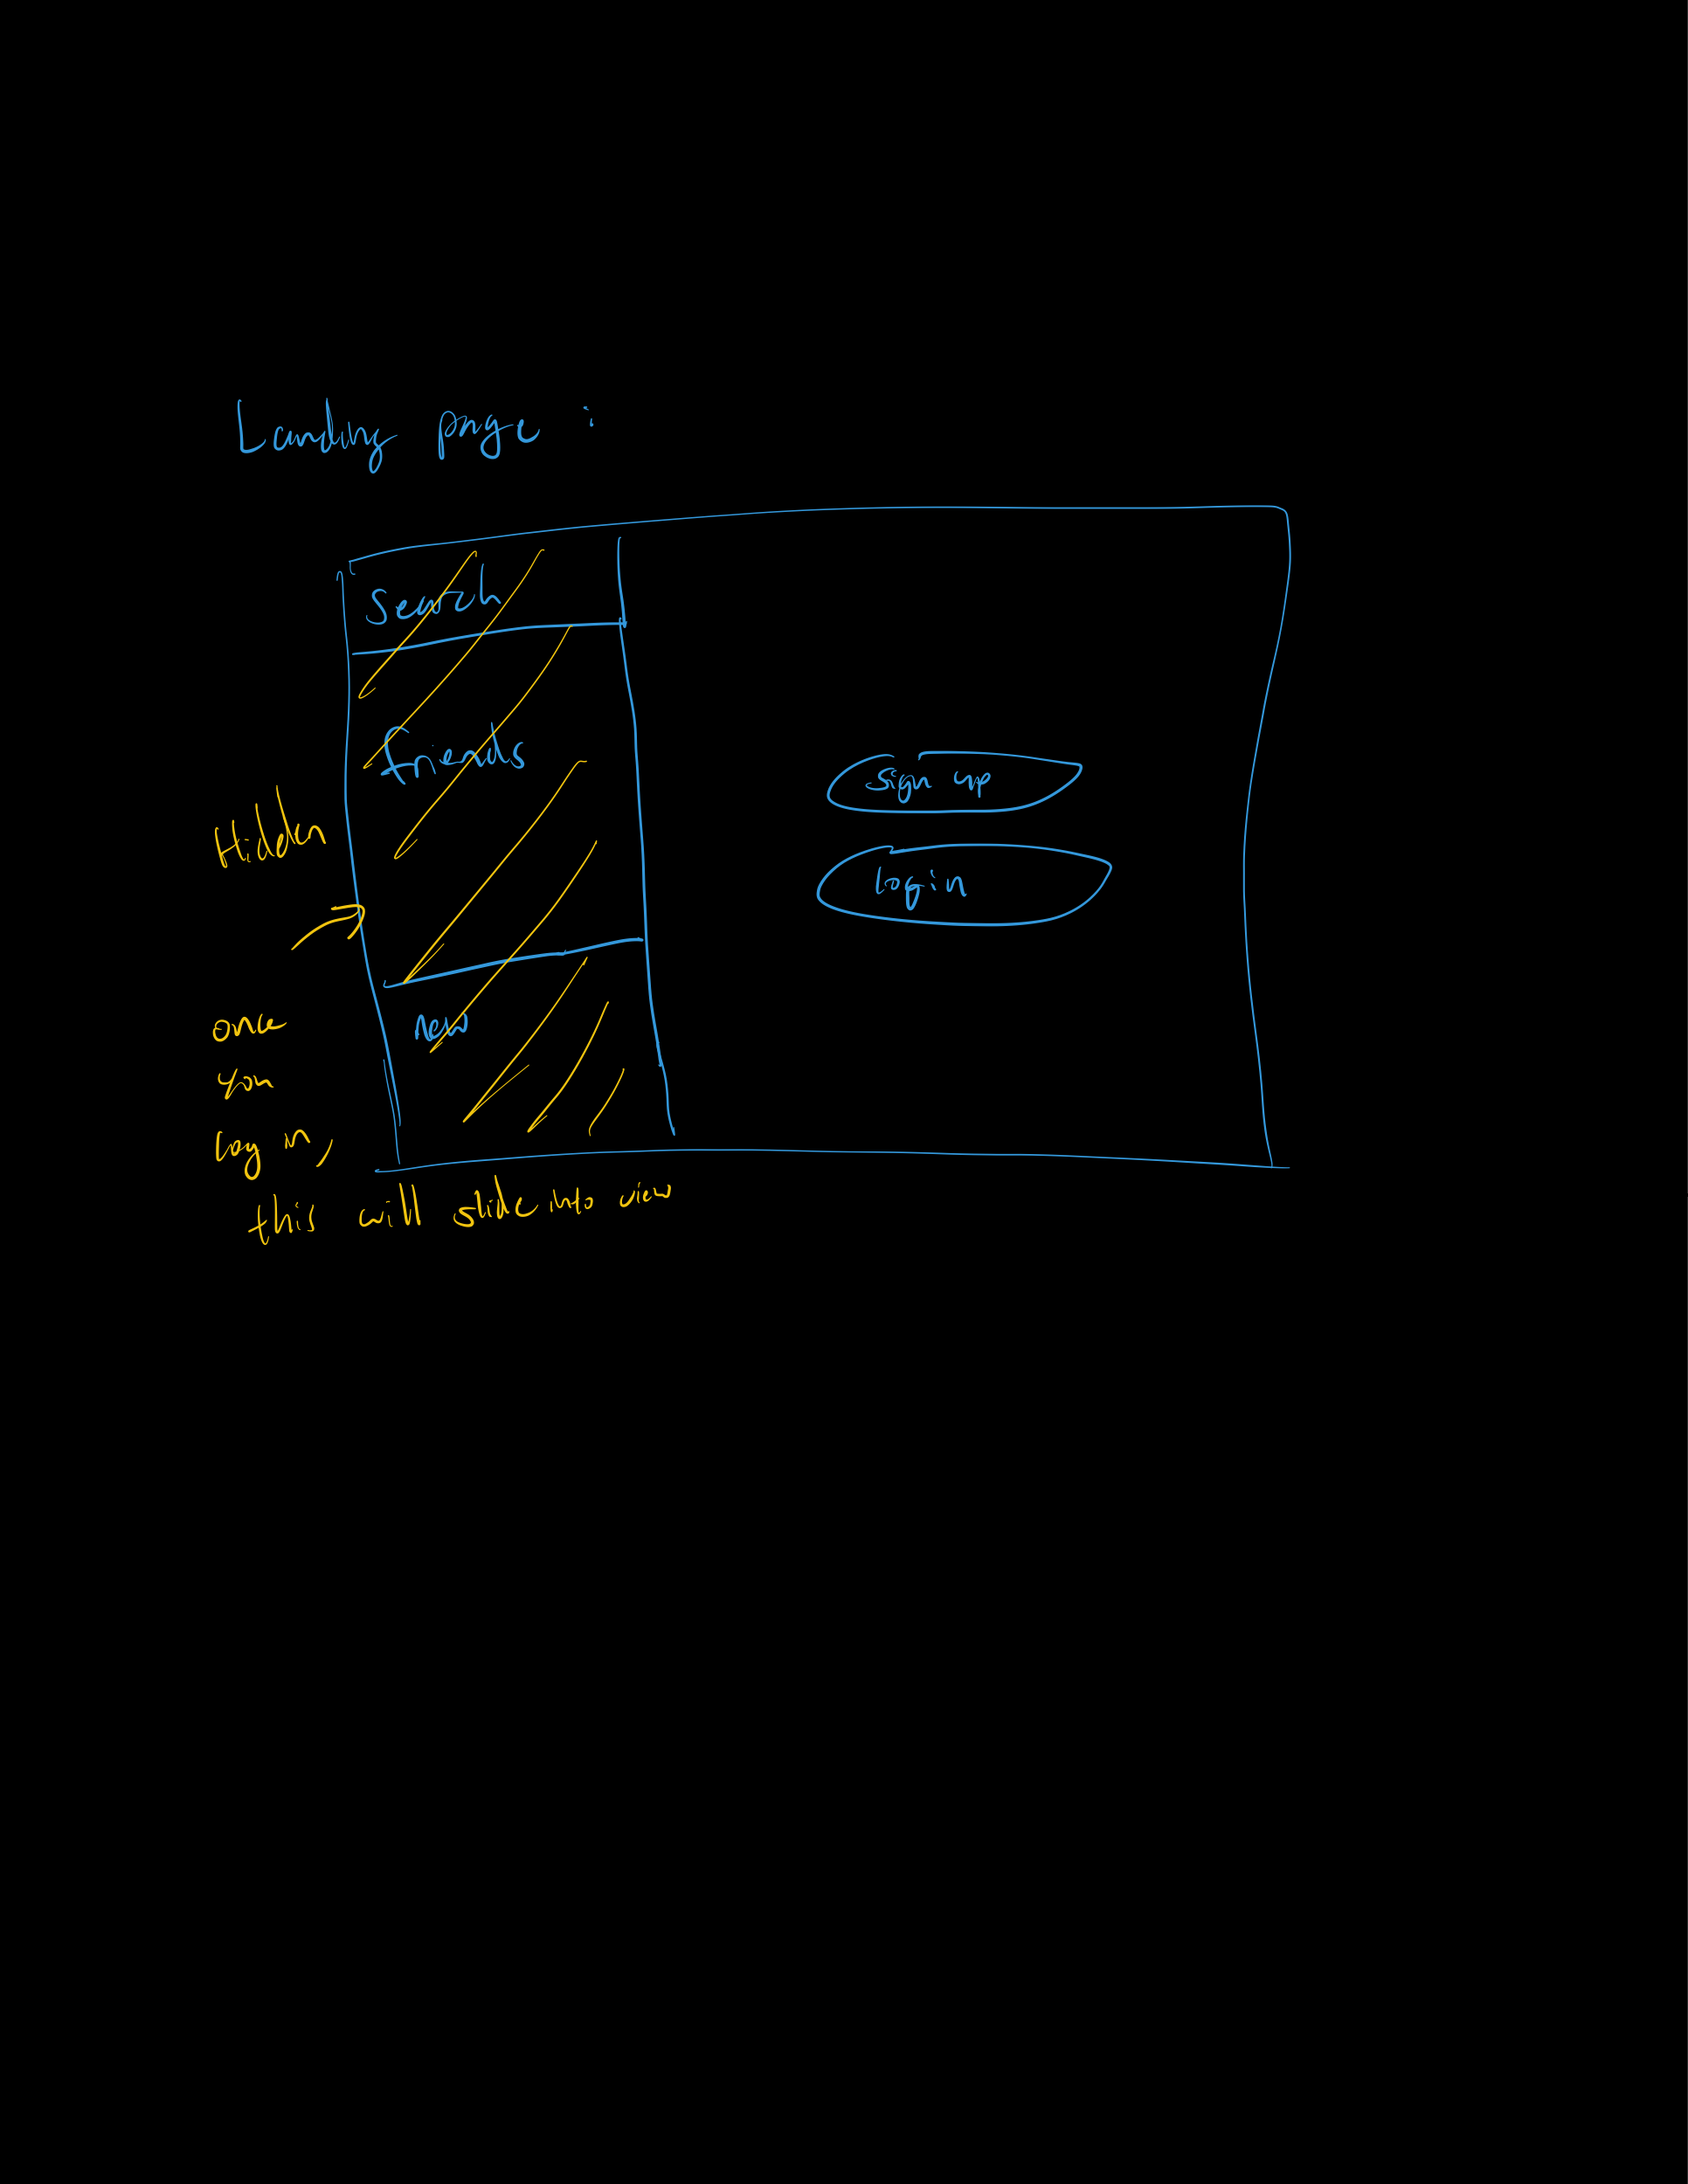 Landing page :
Search
friends
sign up
Hidden
login
new
once
you
log in,
this will slide into view